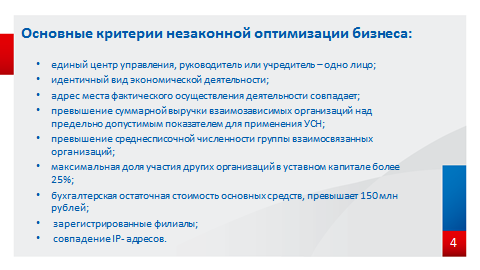 Основные критерии незаконной оптимизации бизнеса:
• единый центр управления, руководитель или учредитель – одно лицо;
• идентичный вид экономической деятельности;
• адрес места фактического осуществления деятельности совпадает;
• превышение суммарной выручки взаимозависимых организаций над
предельно допустимым показателем для применения УСН;
• превышение среднесписочной численности группы взаимосвязанных
организаций;
• максимальная доля участия других организаций в уставном капитале более
25%;
• бухгалтерская остаточная стоимость основных средств, превышает 150 млн
рублей;
• зарегистрированные филиалы;
• совпадение IP- адресов.
4